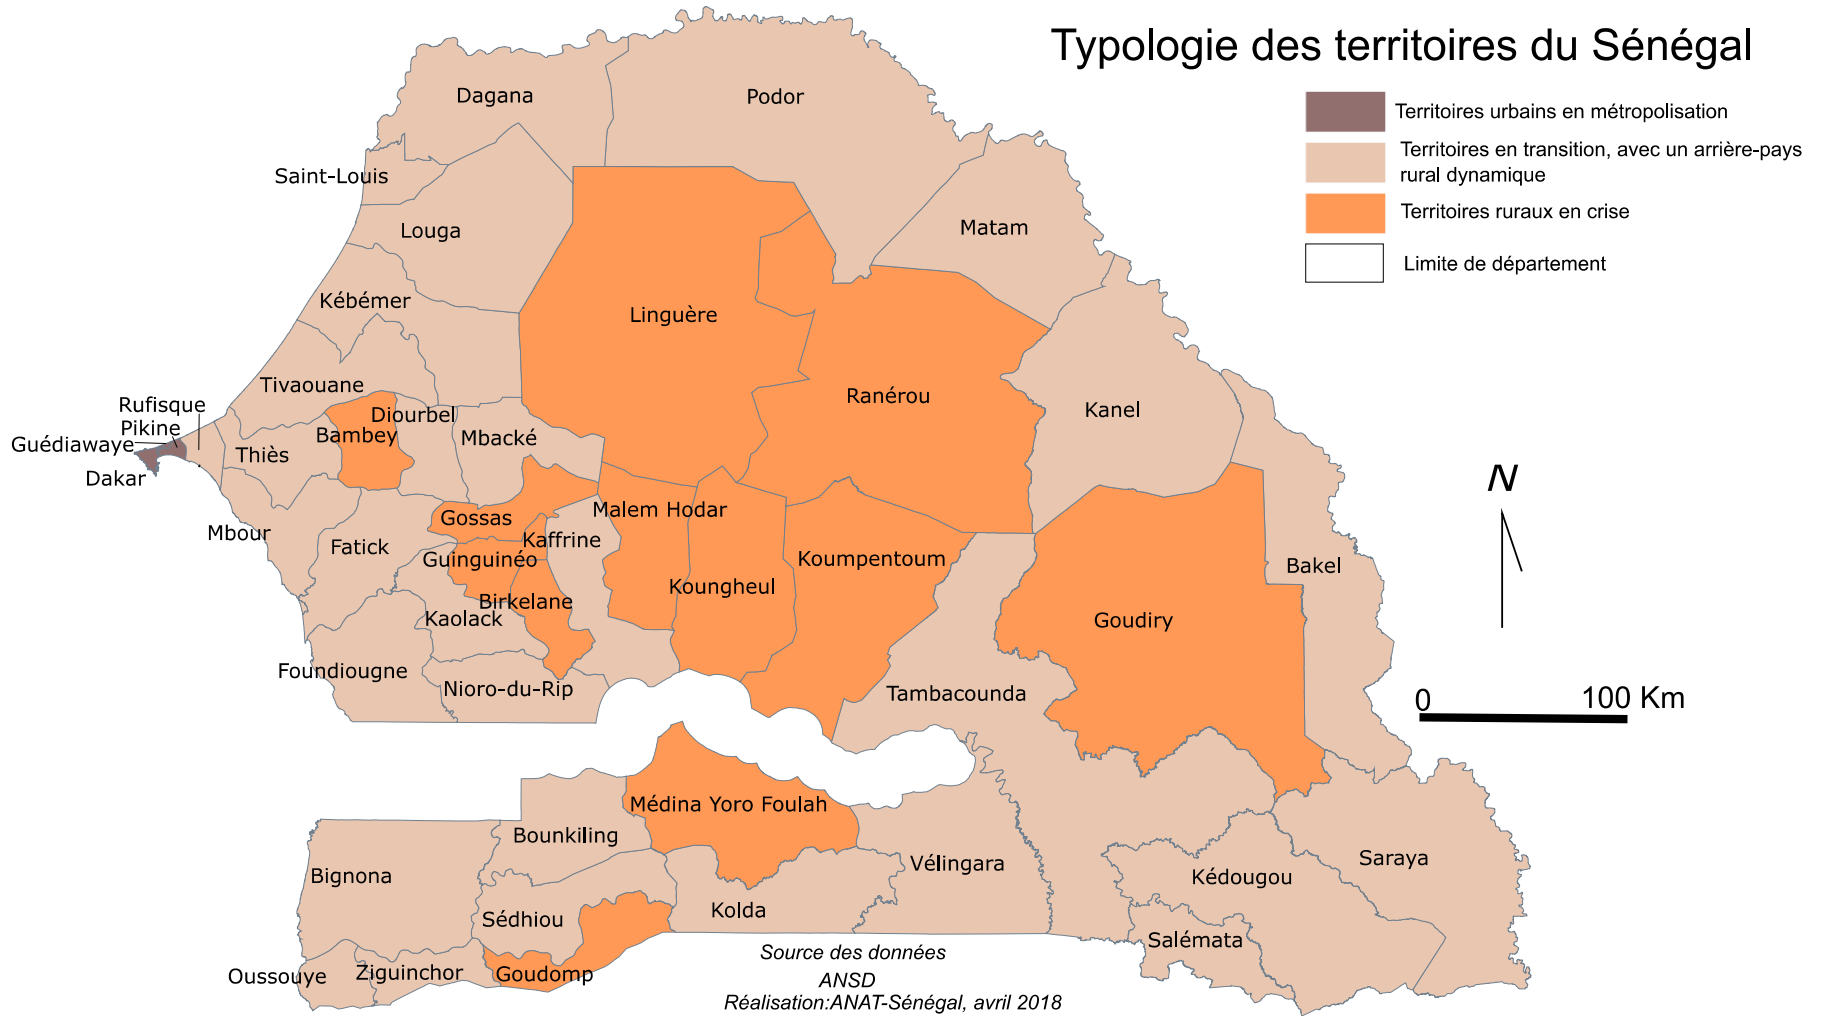 Typologie des territoires du Sénégal
Territoires urbains en métropolisation
Territoires en transition, avec un arrière-pays
rural dynamique
Territoires ruraux en crise
Limite de département
Dagana
Podor
Saint-Louis
Louga
Matam
Kébémer
Linguère
Tivaouane
Ranérou
Kanel
Rufisque
Pikine
Guédiawaye
Dakar
Diourbel
Bambey
Mbacké
Thiès
Mbour
Fatick
Gossas
Malem Hodar
Kaffrine
Guinguinéo
Koumpentoum
Koungheul
Birkelane
Kaolack
Bakel
Goudiry
Foundiougne
Nioro-du-Rip
Tambacounda
N
0 100 Km
Médina Yoro Foulah
Bounkiling
Bignona
Vélingara
Saraya
Kédougou
Sédhiou
Kolda
Salémata
Oussouye
Ziguinchor
Goudomp
Source des données
ANSD
Réalisation:ANAT-Sénégal, avril 2018